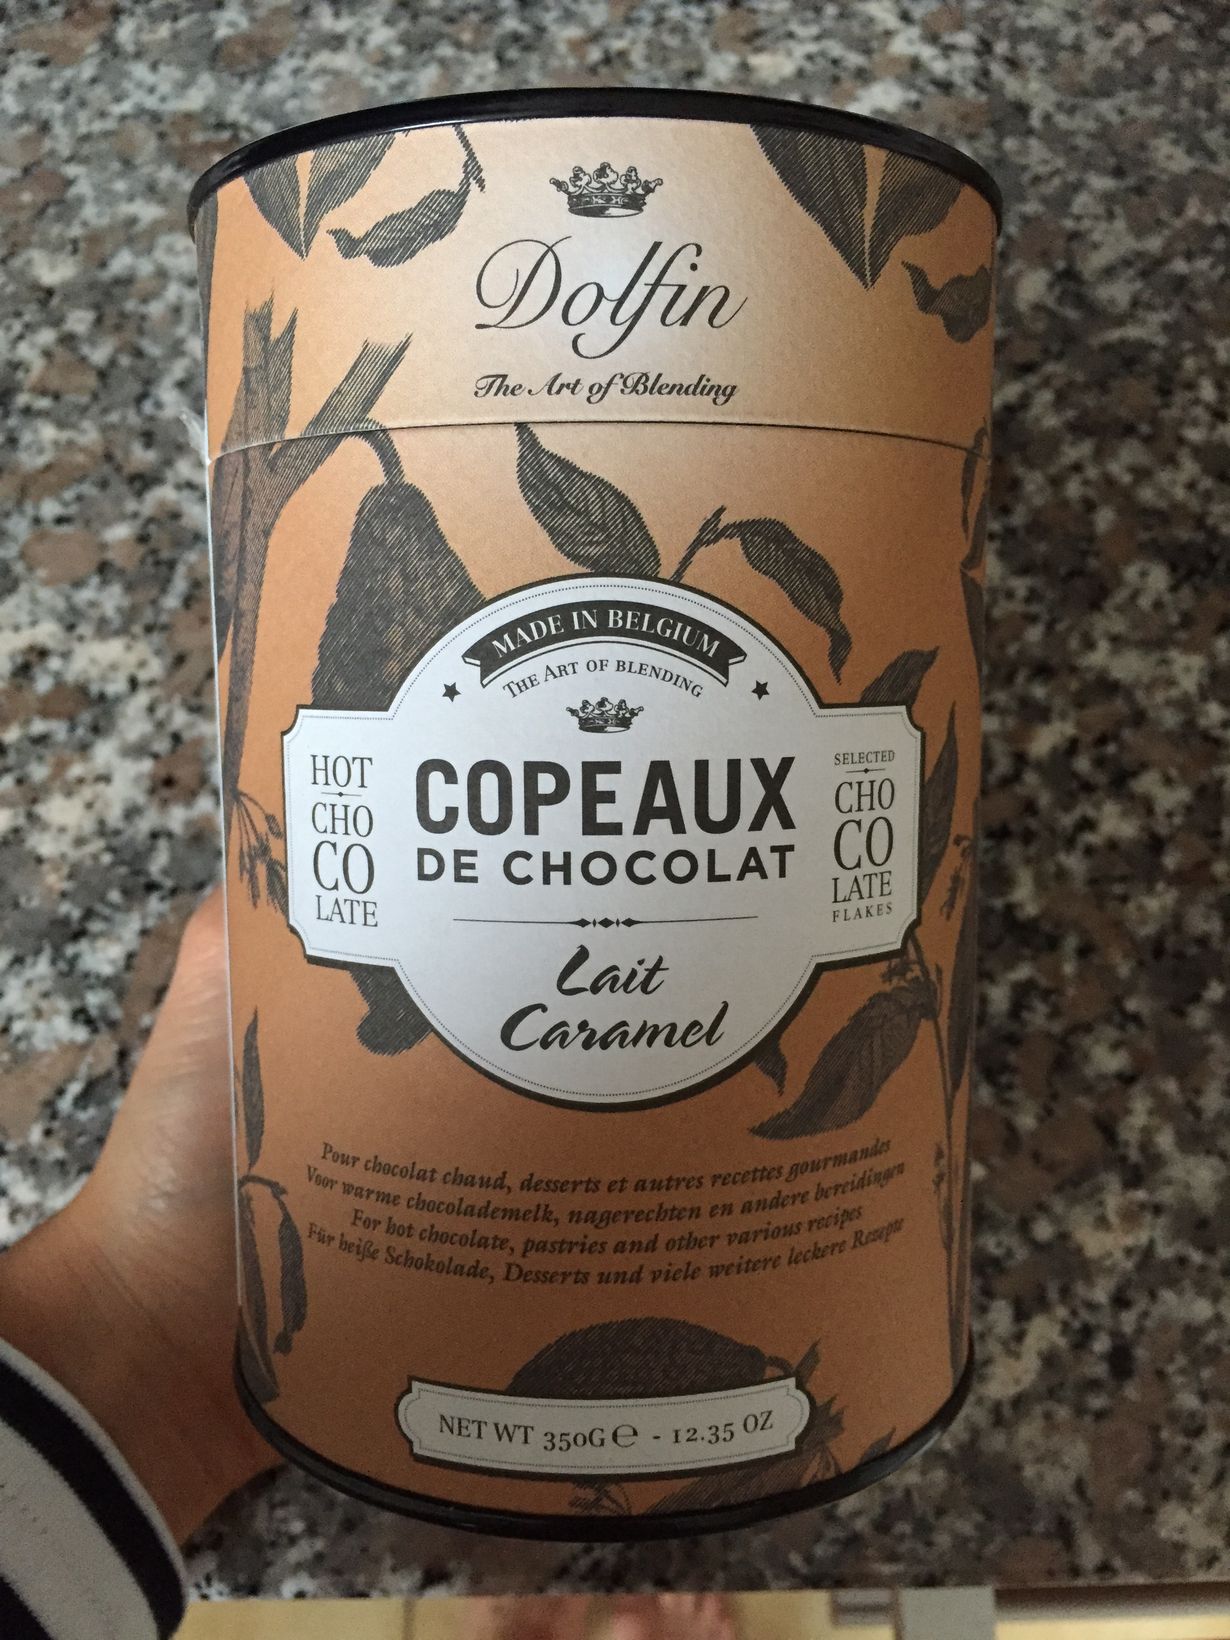 Dolfin
The Art of Blending
MADE IN BELGIUM
THE ART OF BLENDING
HOT
CHO
CO
LATE
COPEAUX
DE CHOCOLAT
Lait
Caramel
SELECTED
CHO
CO
LATE
FLAKES
Pour chocolat chaud, desserts et autres recettes gourmandes
Voor warme chocolademelk, nagerechten en andere bereidingen
For hot chocolate, pastries and other various recipes
Für heiße Schokolade, Desserts und viele weitere leckere Rezepte
NET WT 350G ℮ - 12.35 OZ